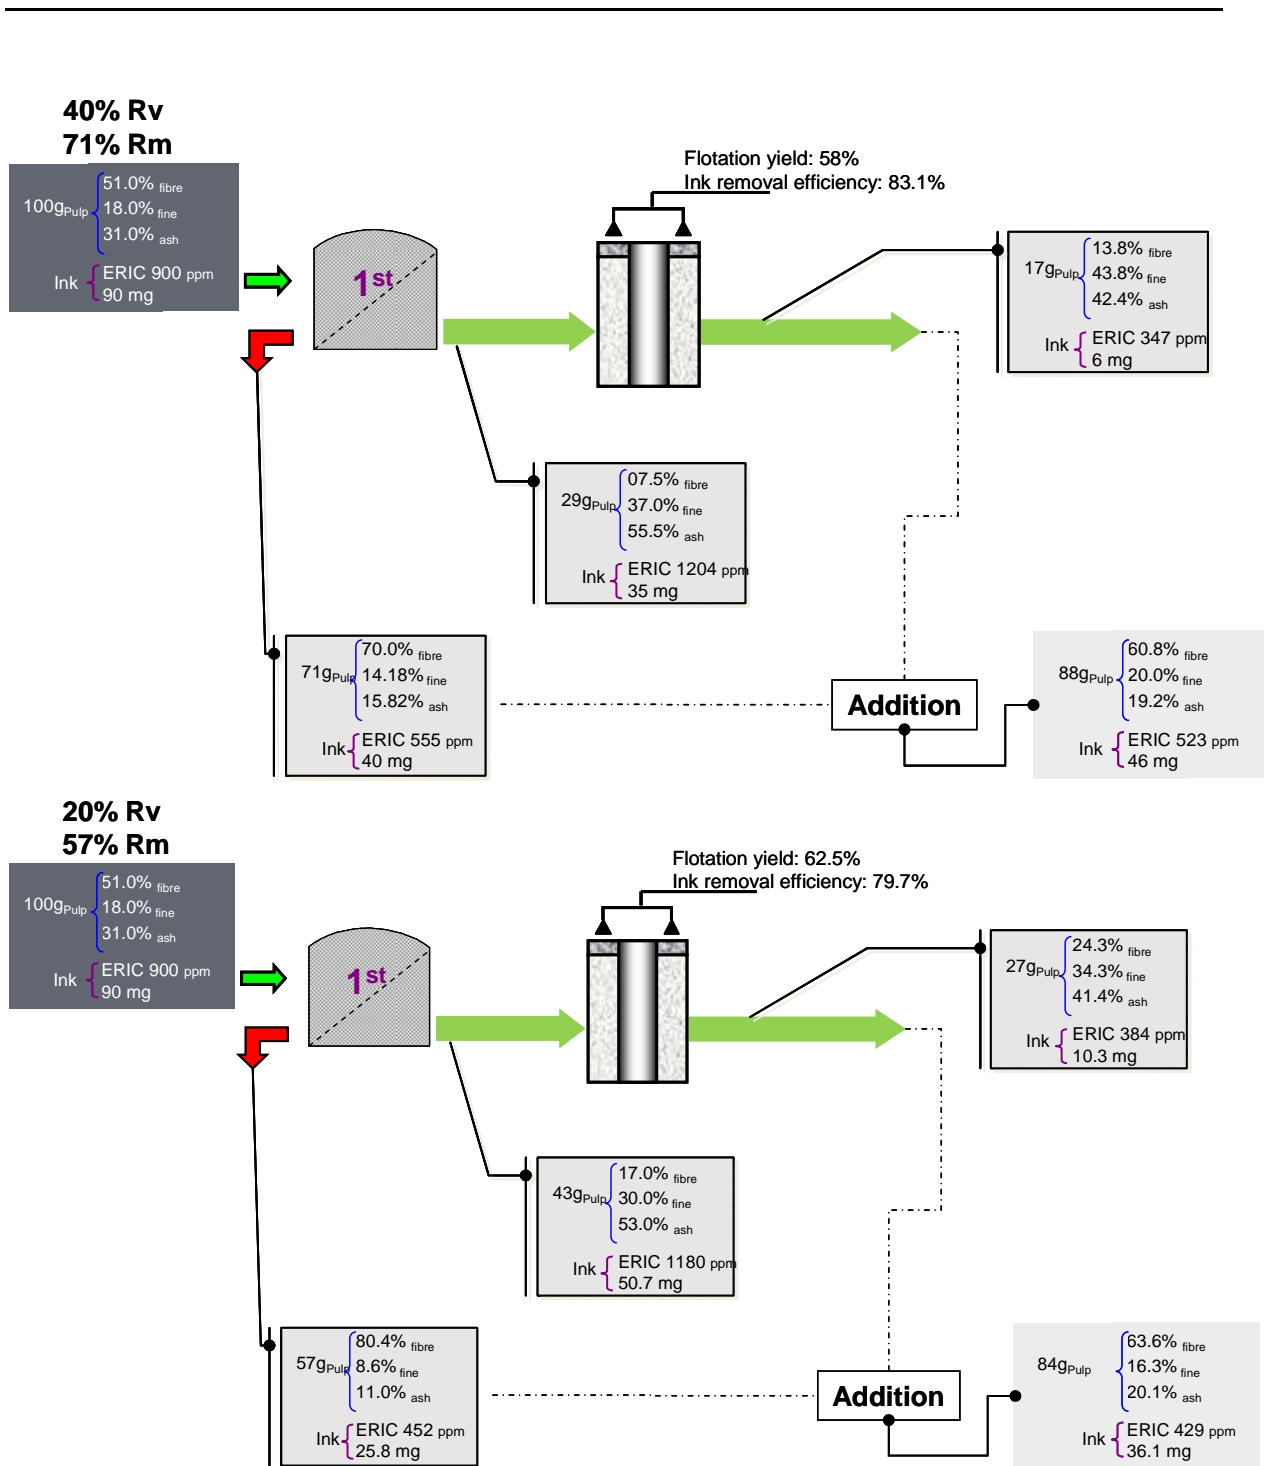 40% Rv
71% Rm
100gPulp
51.0% fibre
18.0% fine
31.0% ash
Ink
ERIC 900 ppm
90 mg
1st
Flotation yield: 58%
Ink removal efficiency: 83.1%
17gPulp
13.8% fibre
43.8% fine
42.4% ash
Ink
ERIC 347 ppm
6 mg
29gPulp
07.5% fibre
37.0% fine
55.5% ash
Ink
ERIC 1204 ppm
35 mg
71gPulp
70.0% fibre
14.18% fine
15.82% ash
Ink
ERIC 555 ppm
40 mg
Addition
88gPulp
60.8% fibre
20.0% fine
19.2% ash
Ink
ERIC 523 ppm
46 mg
20% Rv
57% Rm
100gPulp
51.0% fibre
18.0% fine
31.0% ash
Ink
ERIC 900 ppm
90 mg
1st
Flotation yield: 62.5%
Ink removal efficiency: 79.7%
27gPulp
24.3% fibre
34.3% fine
41.4% ash
Ink
ERIC 384 ppm
10.3 mg
43gPulp
17.0% fibre
30.0% fine
53.0% ash
Ink
ERIC 1180 ppm
50.7 mg
57gPulp
80.4% fibre
8.6% fine
11.0% ash
Ink
ERIC 452 ppm
25.8 mg
Addition
84gPulp
63.6% fibre
16.3% fine
20.1% ash
Ink
ERIC 429 ppm
36.1 mg